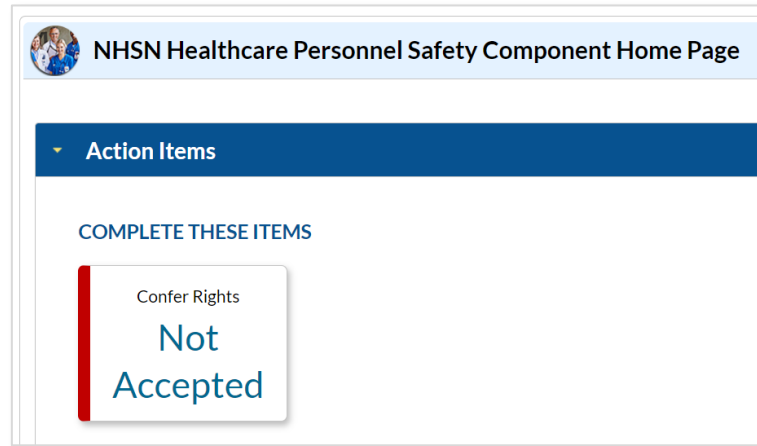 NHSN Healthcare Personnel Safety Component Home Page
Action Items
COMPLETE THESE ITEMS
Confer Rights
Not
Accepted